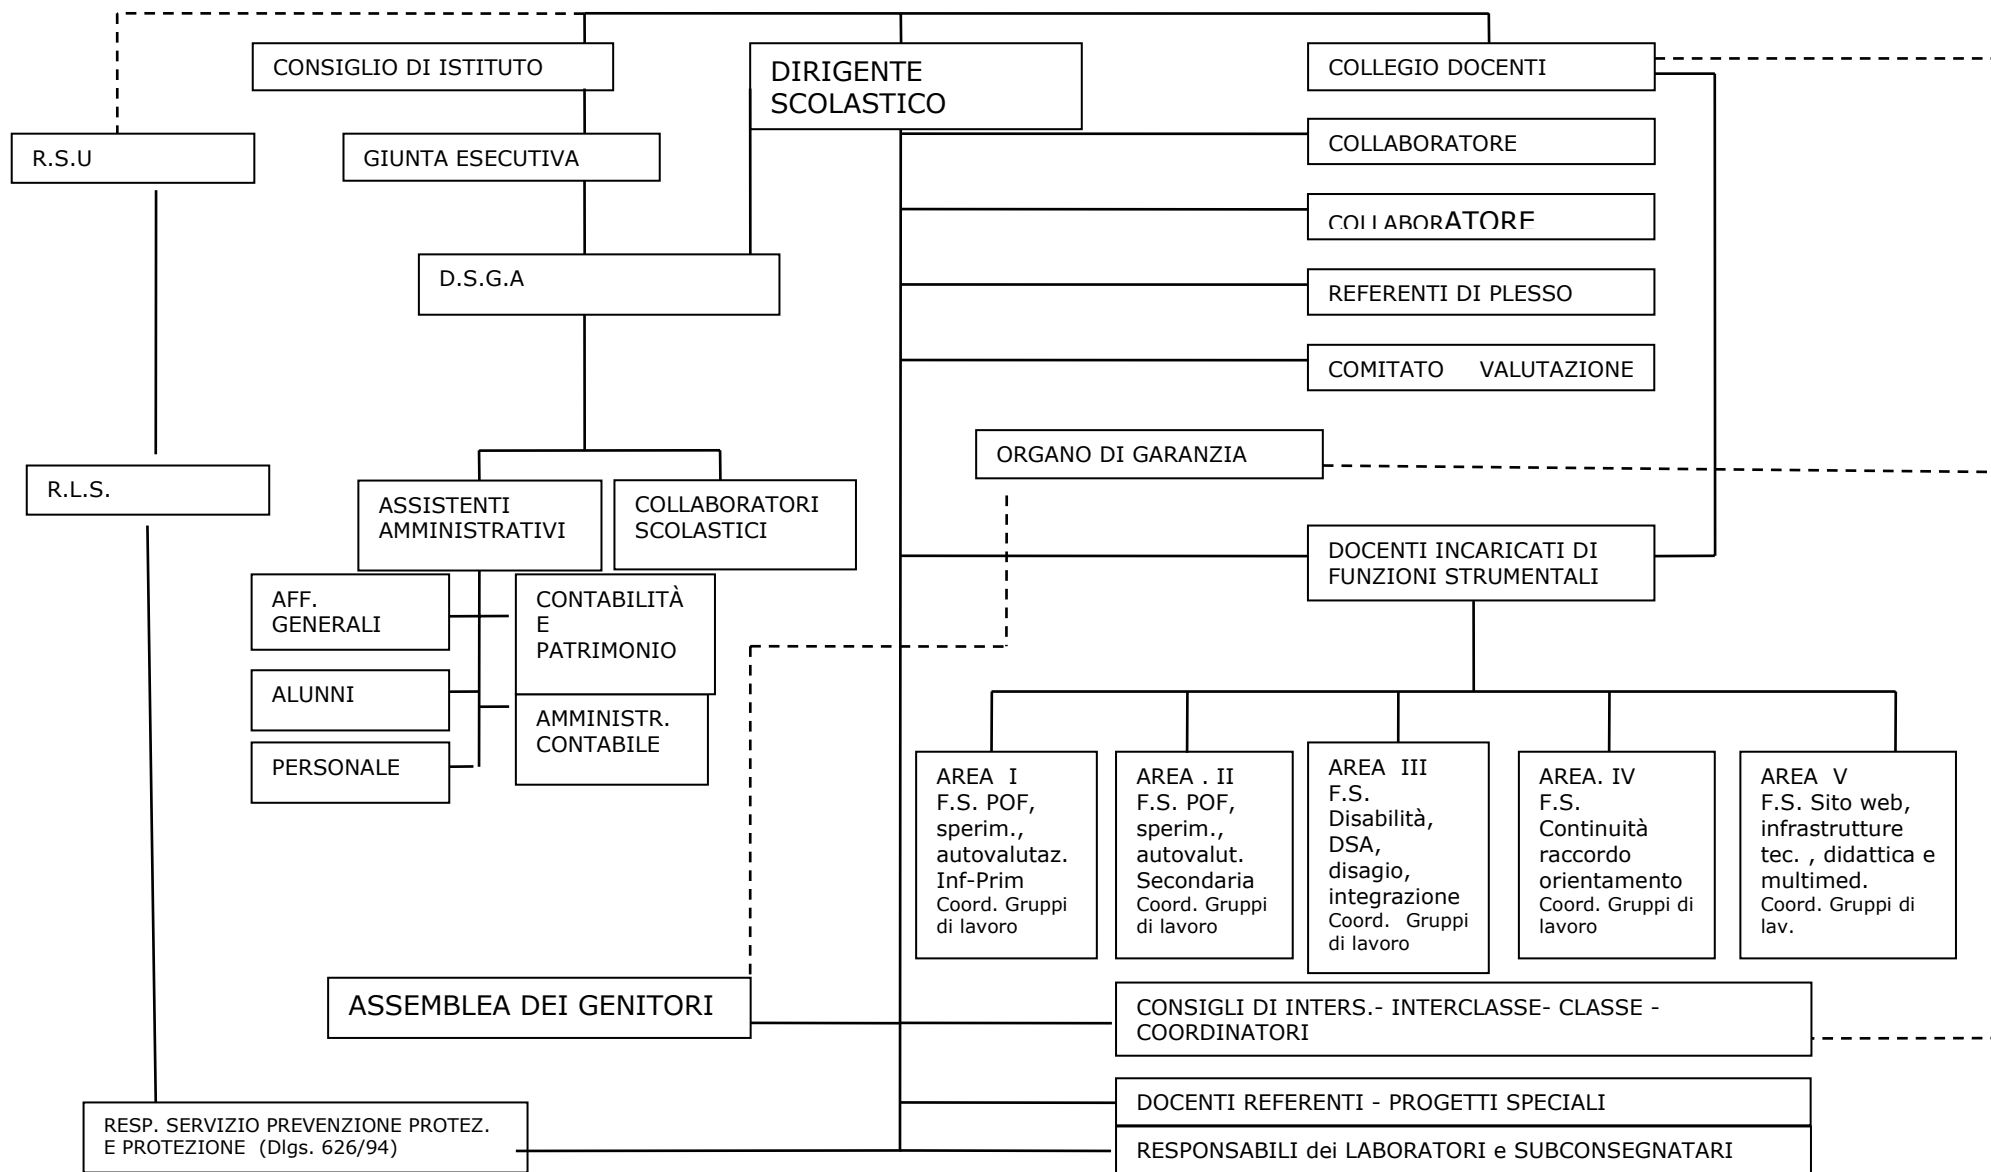 CONSIGLIO DI ISTITUTO
DIRIGENTE
SCOLASTICO
COLLEGIO DOCENTI
R.S.U
GIUNTA ESECUTIVA
COLLABORATORE
COLLABORATORE
D.S.G.A
REFERENTI DI PLESSO
COMITATO VALUTAZIONE
ORGANO DI GARANZIA
R.L.S.
ASSISTENTI
AMMINISTRATIVI
COLLABORATORI
SCOLASTICI
DOCENTI INCARICATI DI
FUNZIONI STRUMENTALI
AFF.
GENERALI
CONTABILITÀ
E
PATRIMONIO
ALUNNI
AMMINISTR.
CONTABILE
PERSONALE
AREA I
F.S. POF,
sperim.,
autovalutaz.
Inf-Prim
Coord. Gruppi
di lavoro
AREA . II
F.S. POF,
sperim.,
autovalut.
Secondaria
Coord. Gruppi
di lavoro
AREA III
F.S.
Disabilità,
DSA,
disagio,
integrazione
Coord. Gruppi
di lavoro
AREA. IV
F.S.
Continuità
raccordo
orientamento
Coord. Gruppi di
lavoro
AREA V
F.S. Sito web,
infrastrutture
tec. , didattica e
multimed.
Coord. Gruppi di
lav.
ASSEMBLEA DEI GENITORI
CONSIGLI DI INTERS.- INTERCLASSE- CLASSE -
COORDINATORI
DOCENTI REFERENTI - PROGETTI SPECIALI
RESP. SERVIZIO PREVENZIONE PROTEZ.
E PROTEZIONE (Dlgs. 626/94)
RESPONSABILI dei LABORATORI e SUBCONSEGNATARI